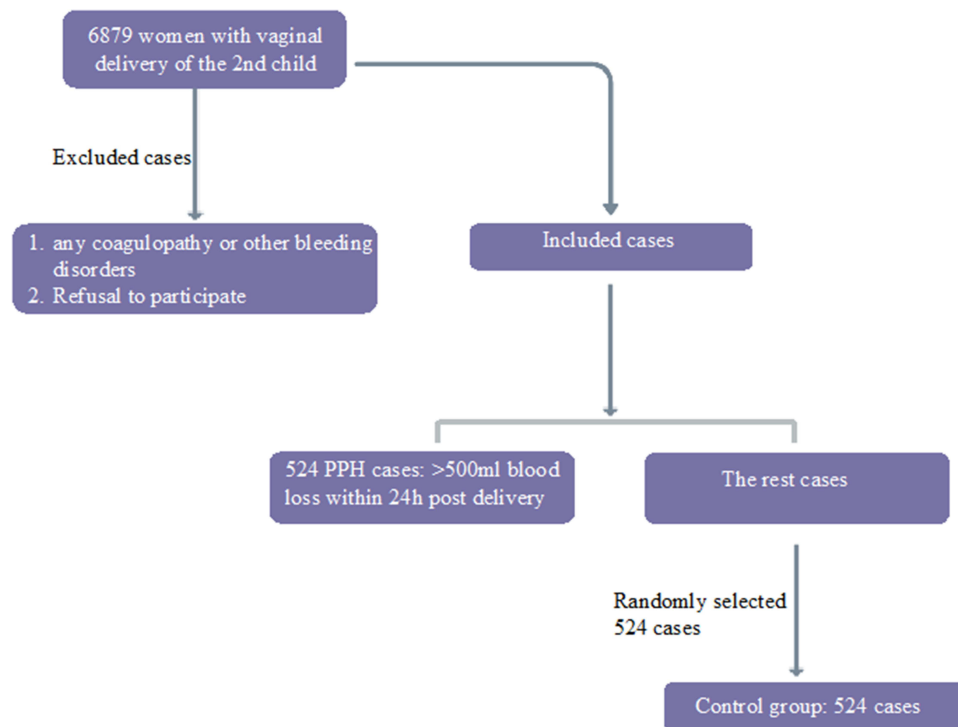 6879 women with vaginal
delivery of the 2nd child
Excluded cases
1. any coagulopathy or other bleeding
disorders
2. Refusal to participate
Included cases
524 PPH cases: >500ml blood
loss within 24h post delivery
The rest cases
Randomly selected
524 cases
Control group: 524 cases